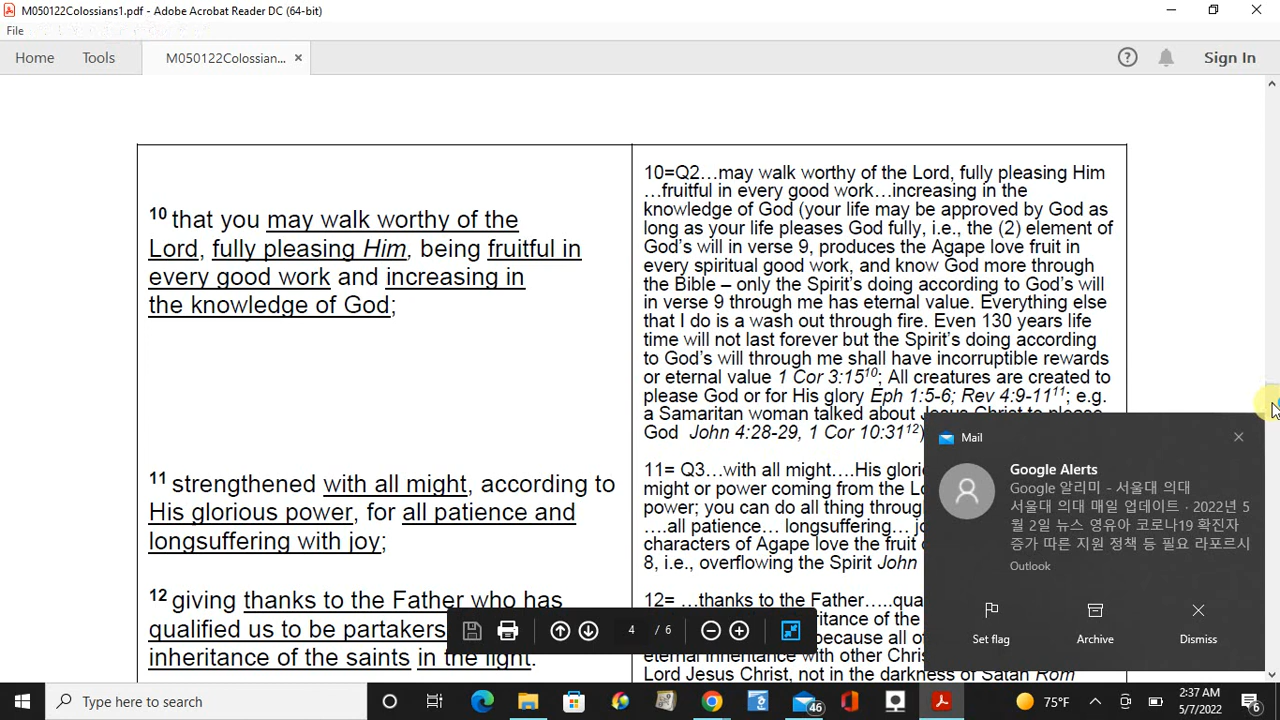 M050122Colossians1.pdf - Adobe Acrobat Reader DC (64-bit)
File
Home Tools M050122Colossian... × Sign In
10 that you may walk worthy of the
Lord, fully pleasing Him, being fruitful in
every good work and increasing in
the knowledge of God;
11 strengthened with all might, according to
His glorious power, for all patience and
longsuffering with joy;
12 giving thanks to the Father who has
qualified us to be partakers
inheritance of the saints in the light.
10=Q2…may walk worthy of the Lord, fully pleasing Him
…fruitful in every good work…increasing in the
knowledge of God (your life may be approved by God as
long as your life pleases God fully, i.e., the (2) element of
God's will in verse 9, produces the Agape love fruit in
every spiritual good work, and know God more through
the Bible – only the Spirit's doing according to God's will
in verse 9 through me has eternal value. Everything else
that I do is a wash out through fire. Even 130 years life
time will not last forever but the Spirit's doing according
to God's will through me shall have incorruptible rewards
or eternal value 1 Cor 3:1510; All creatures are created to
please God or for His glory Eph 1:5-6; Rev 4:9-1111; e.g.
a Samaritan woman talked about Jesus Christ to please
God John 4:28-29, 1 Cor 10:3112)
11= Q3…with all might….His glori
might or power coming from the Lo
power; you can do all thing through
….all patience… longsuffering… jo
characters of Agape love the fruit o
8, i.e., overflowing the Spirit John
12= …thanks to the Father…..qua
ritance of the
because all of
eternal inheritance with other Chris
Lord Jesus Christ, not in the darkness of Satan Rom
4 / 6
Mail
Google Alerts
Google 알리미 - 서울대 의대
서울대 의대 매일 업데이트 · 2022년 5
월 2일 뉴스 영유아 코로나19 확진자
증가 따른 지원 정책 등 필요 라포르시
Outlook
Set flag Archive Dismiss
Type here to search
46
75°F
2:37 AM
5/7/2022
6